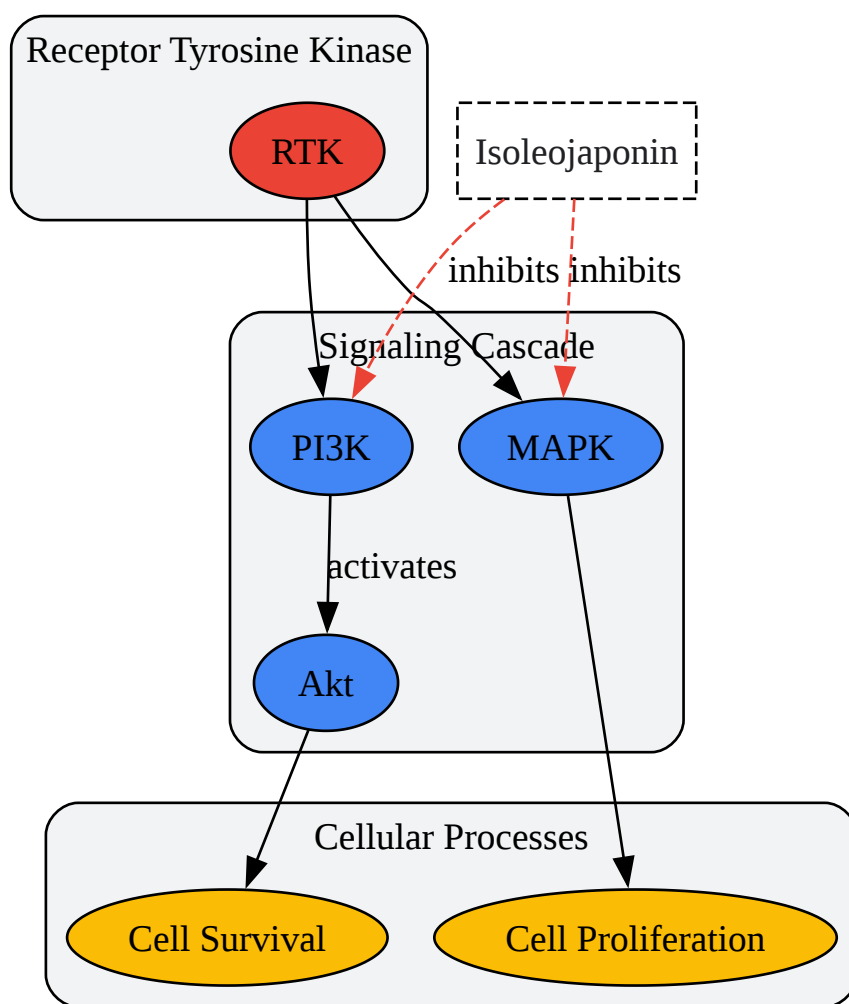 Receptor Tyrosine Kinase
RTK
Isoleojaponin
inhibits
inhibits
Signaling Cascade
PI3K
MAPK
activates
Akt
Cellular Processes
Cell Survival
Cell Proliferation